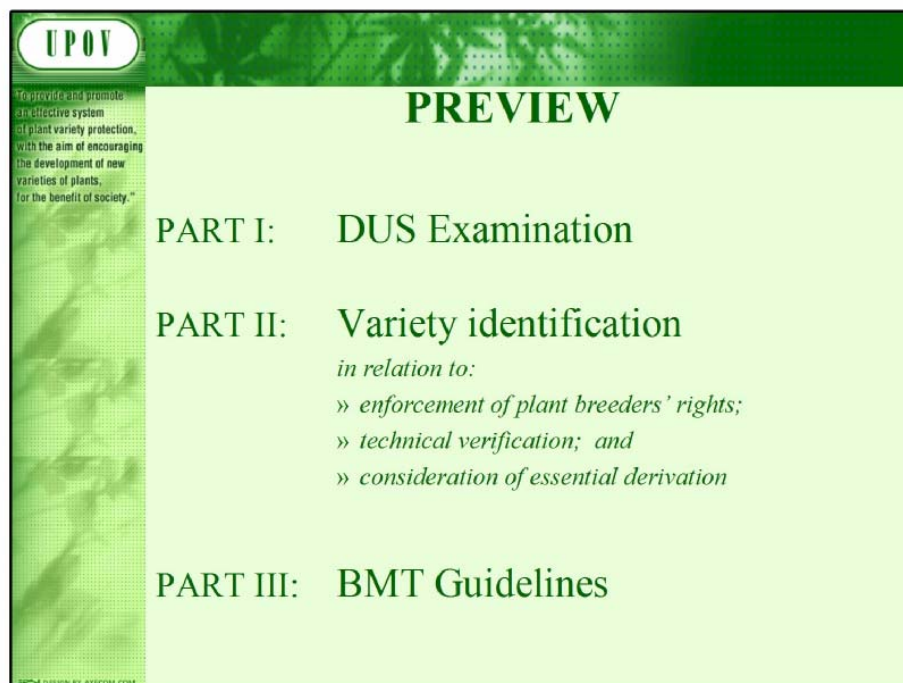 UPOV
To provide and promote
an effective system
of plant variety protection,
with the aim of encouraging
the development of new
varieties of plants,
for the benefit of society."
PREVIEW
PART I: DUS Examination
PART II: Variety identification
in relation to:
» enforcement of plant breeders' rights;
» technical verification; and
» consideration of essential derivation
PART III: BMT Guidelines